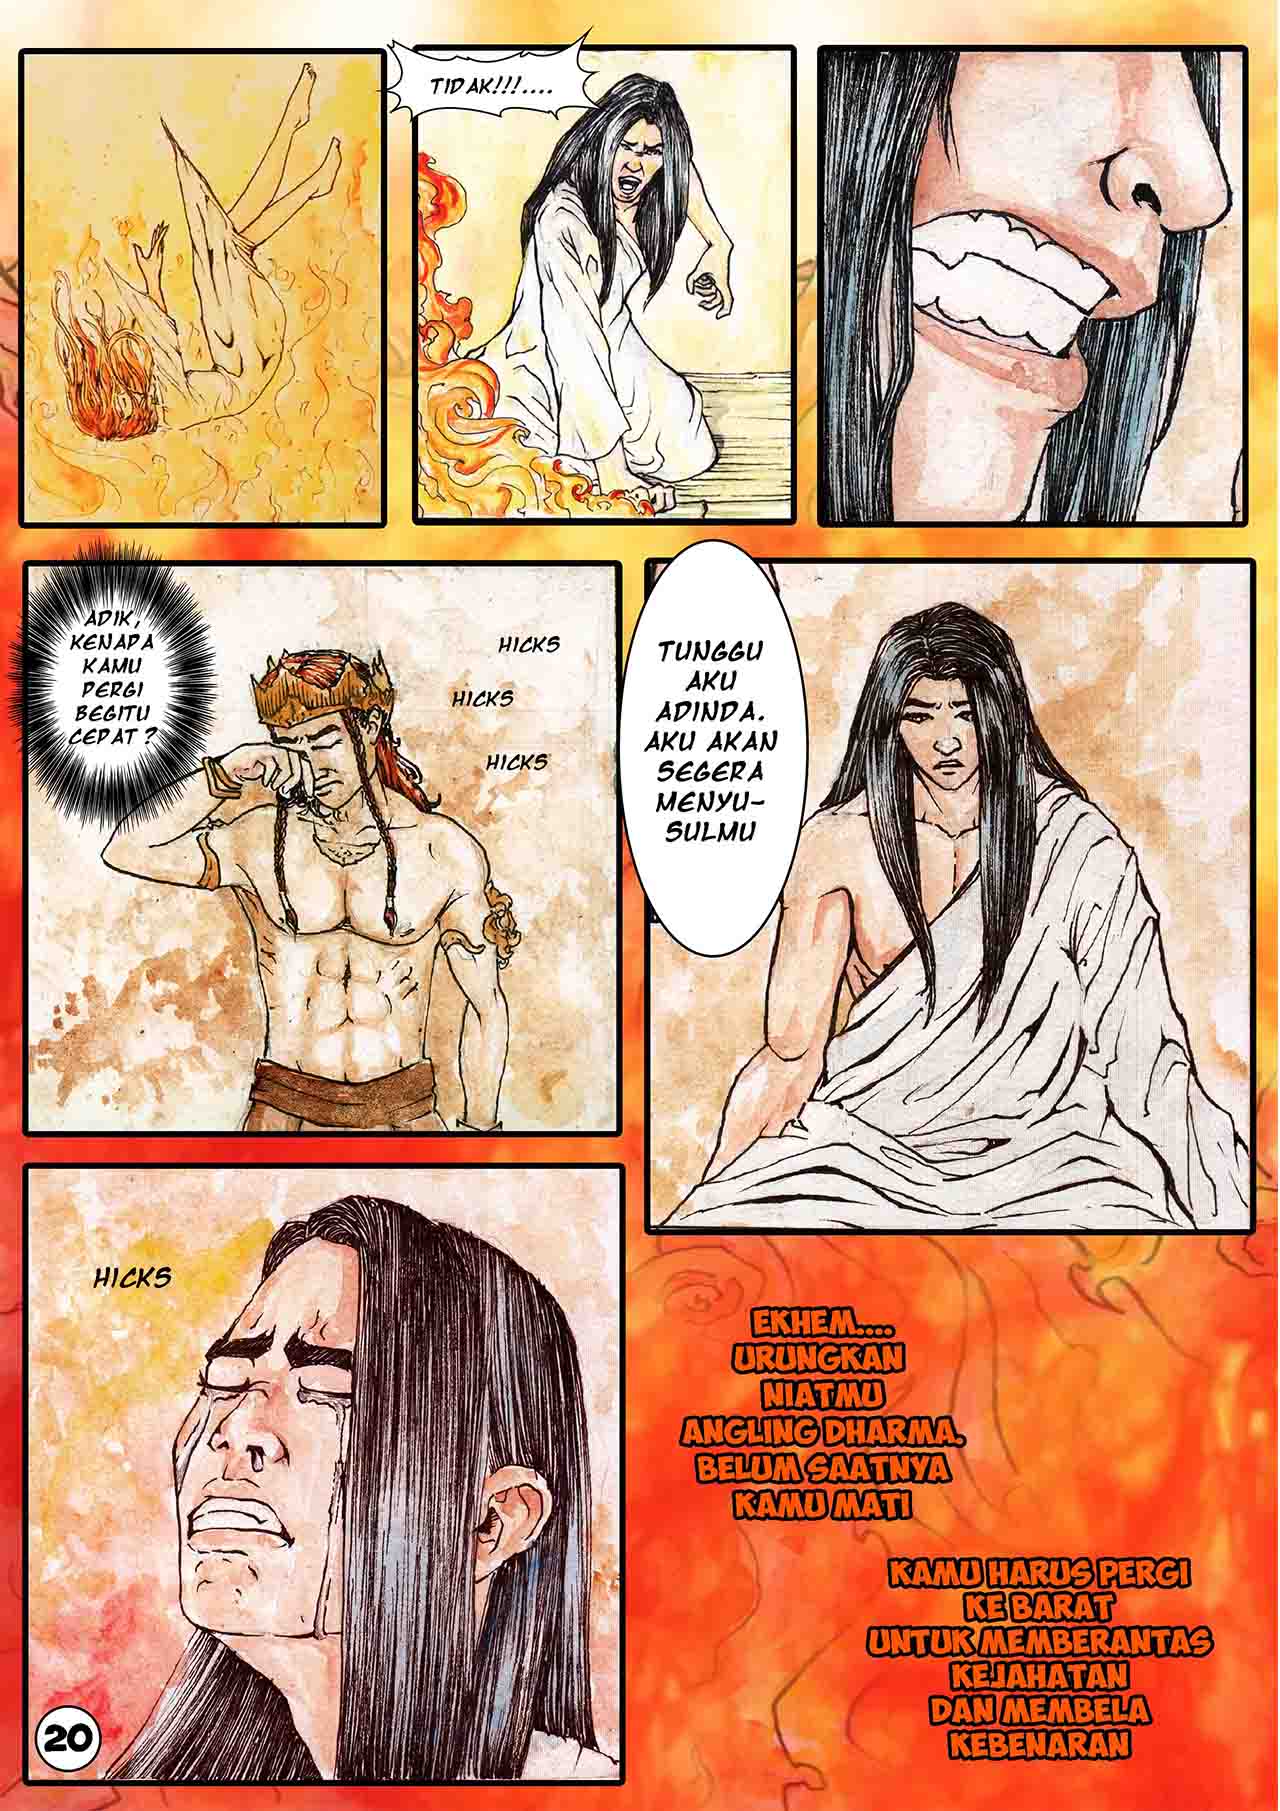 TIDAK!!!....
ADIK,
KENAPA
KAMU
PERGI
BEGITU
CEPAT ?
HICKS
HICKS
HICKS
TUNGGU
AKU
ADINDA.
AKU AKAN
SEGERA
MENYU-
SULMU
HICKS
EKHEM....
URUNGKAN
NIATMU
ANGLING DHARMA.
BELUM SAATNYA
KAMU MATI
KAMU HARUS PERGI
KE BARAT
UNTUK MEMBERANTAS
KEJAHATAN
DAN MEMBELA
KEBENARAN
20